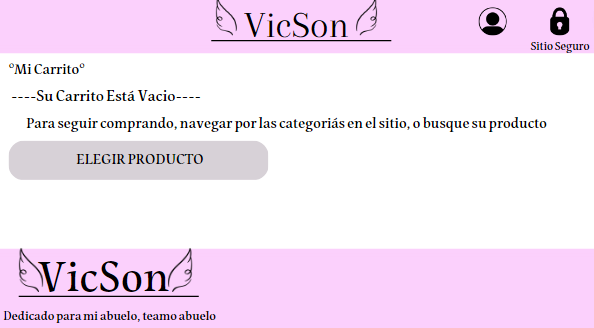 VicSon
Sitio Seguro
°Mi Carrito°
----Su Carrito Está Vacio----
Para seguir comprando, navegar por las categoriás en el sitio, o busque su producto
ELEGIR PRODUCTO
VicSon
Dedicado para mi abuelo, teamo abuelo